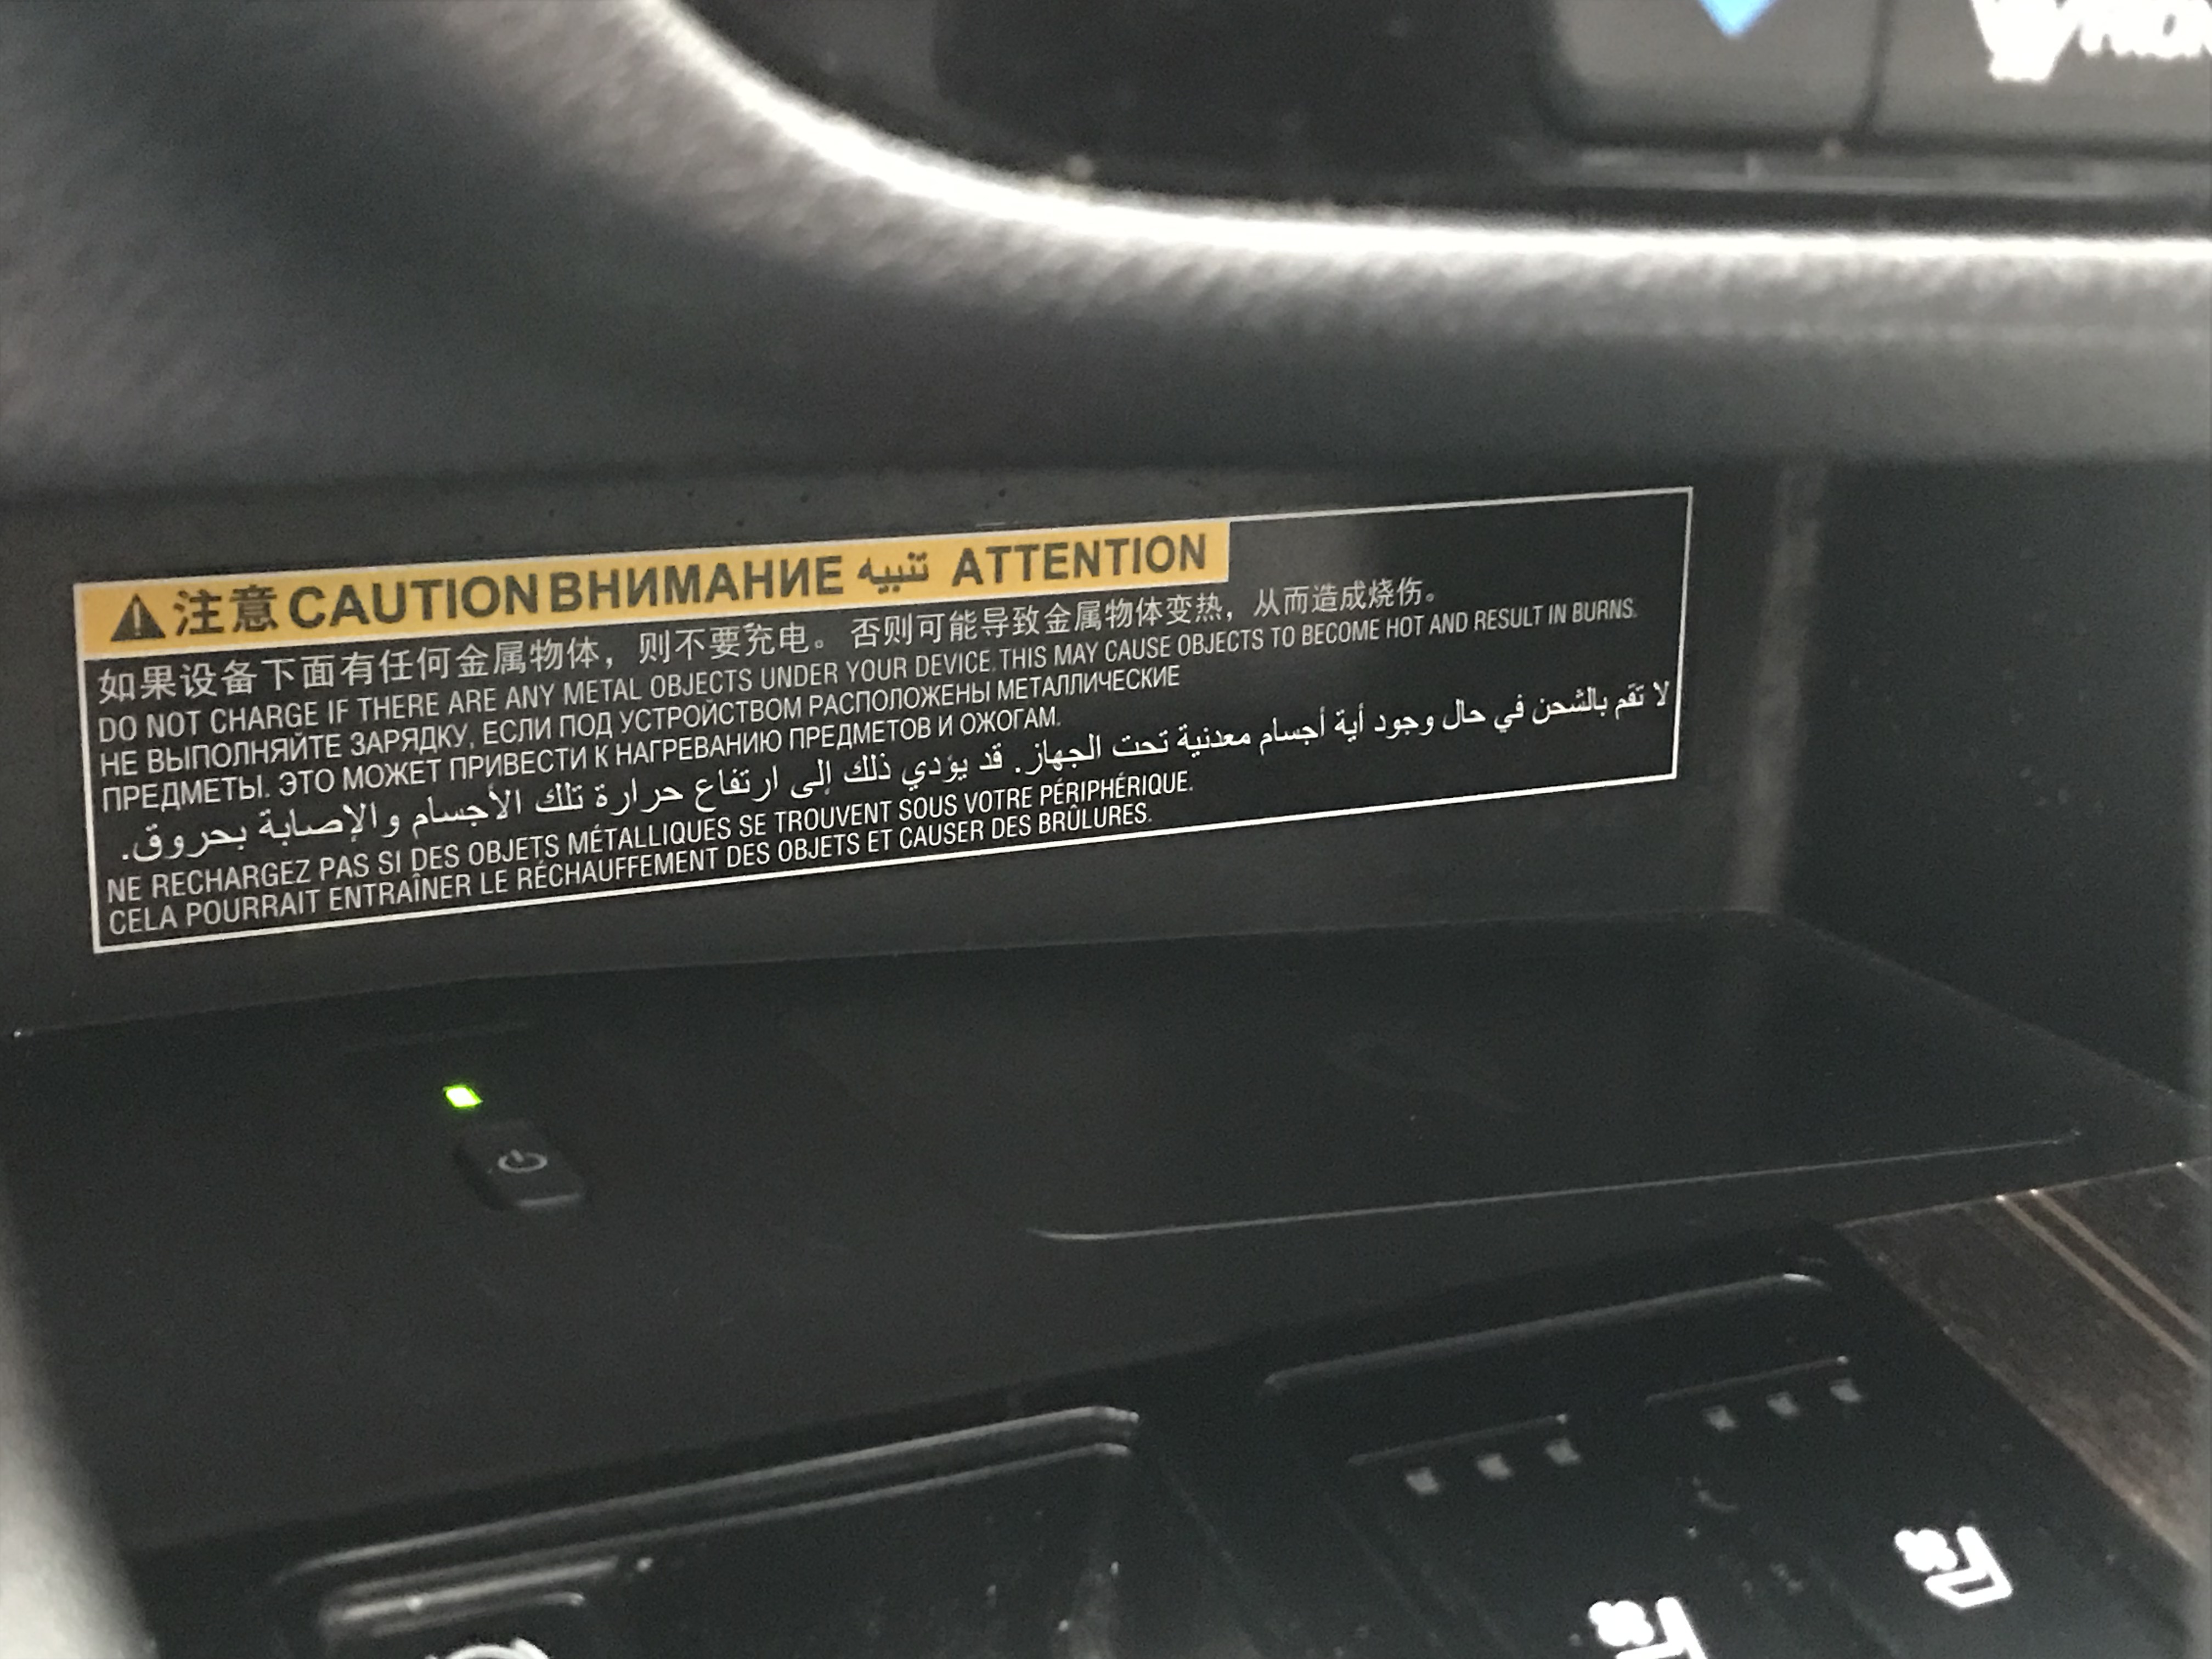 注意 CAUTION ВНИМАНИЕ تنبيه ATTENTION
如果设备下面有任何金属物体，则不要充电。否则可能导致金属物体变热，从而造成烧伤。
DO NOT CHARGE IF THERE ARE ANY METAL OBJECTS UNDER YOUR DEVICE. THIS MAY CAUSE OBJECTS TO BECOME HOT AND RESULT IN BURNS.
НЕ ВЫПОЛНЯЙТЕ ЗАРЯДКУ, ЕСЛИ ПОД УСТРОЙСТВОМ РАСПОЛОЖЕНЫ МЕТАЛЛИЧЕСКИЕ
ПРЕДМЕТЫ. ЭТО МОЖЕТ ПРИВЕСТИ К НАГРЕВАНИЮ ПРЕДМЕТОВ И ОЖОГАМ.
لا تقم بالشحن في حال وجود أية أجسام معدنية تحت الجهاز. قد يؤدي ذلك إلى ارتفاع حرارة تلك الأجسام والإصابة بحروق.
NE RECHARGEZ PAS SI DES OBJETS MÉTALLIQUES SE TROUVENT SOUS VOTRE PÉRIPHÉRIQUE.
CELA POURRAIT ENTRAÎNER LE RÉCHAUFFEMENT DES OBJETS ET CAUSER DES BRÛLURES.